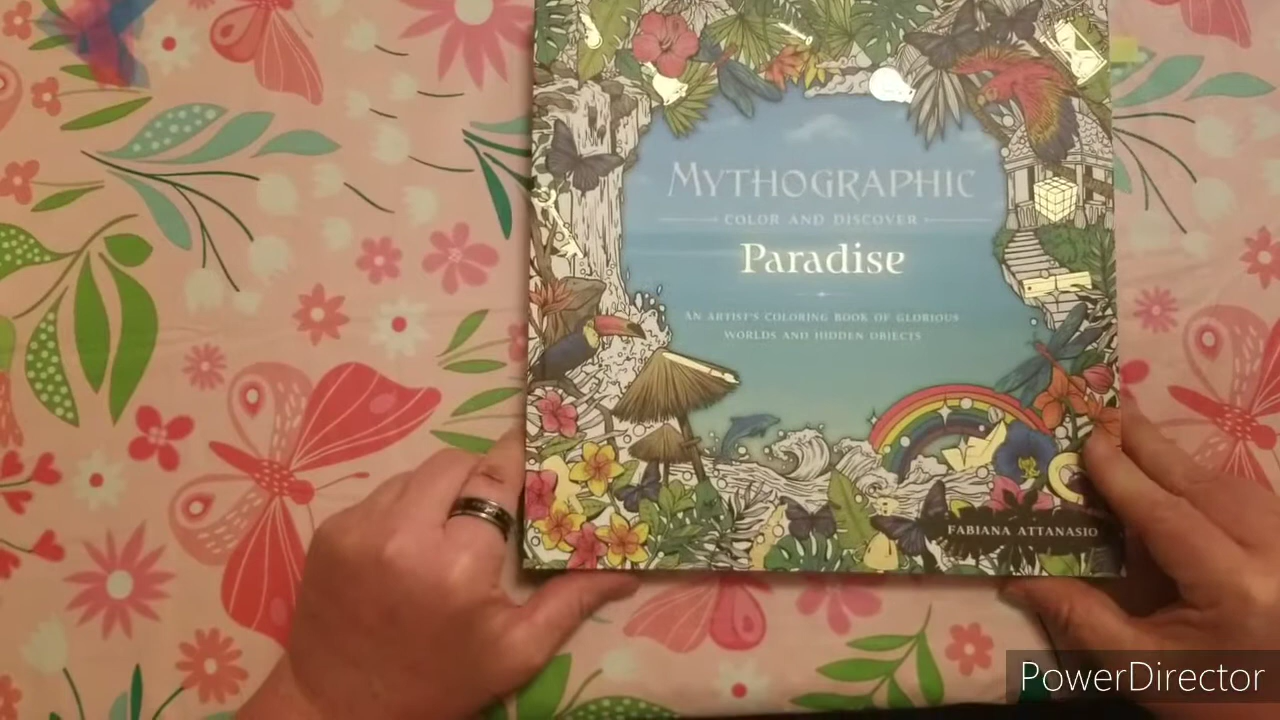 MYTHOGRAPHIC
COLOR AND DISCOVER
Paradise
AN ARTIST'S COLORING BOOK OF GLORIOUS
WORLDS AND HIDDEN OBJECTS
FABIANA ATTANASIO
PowerDirector